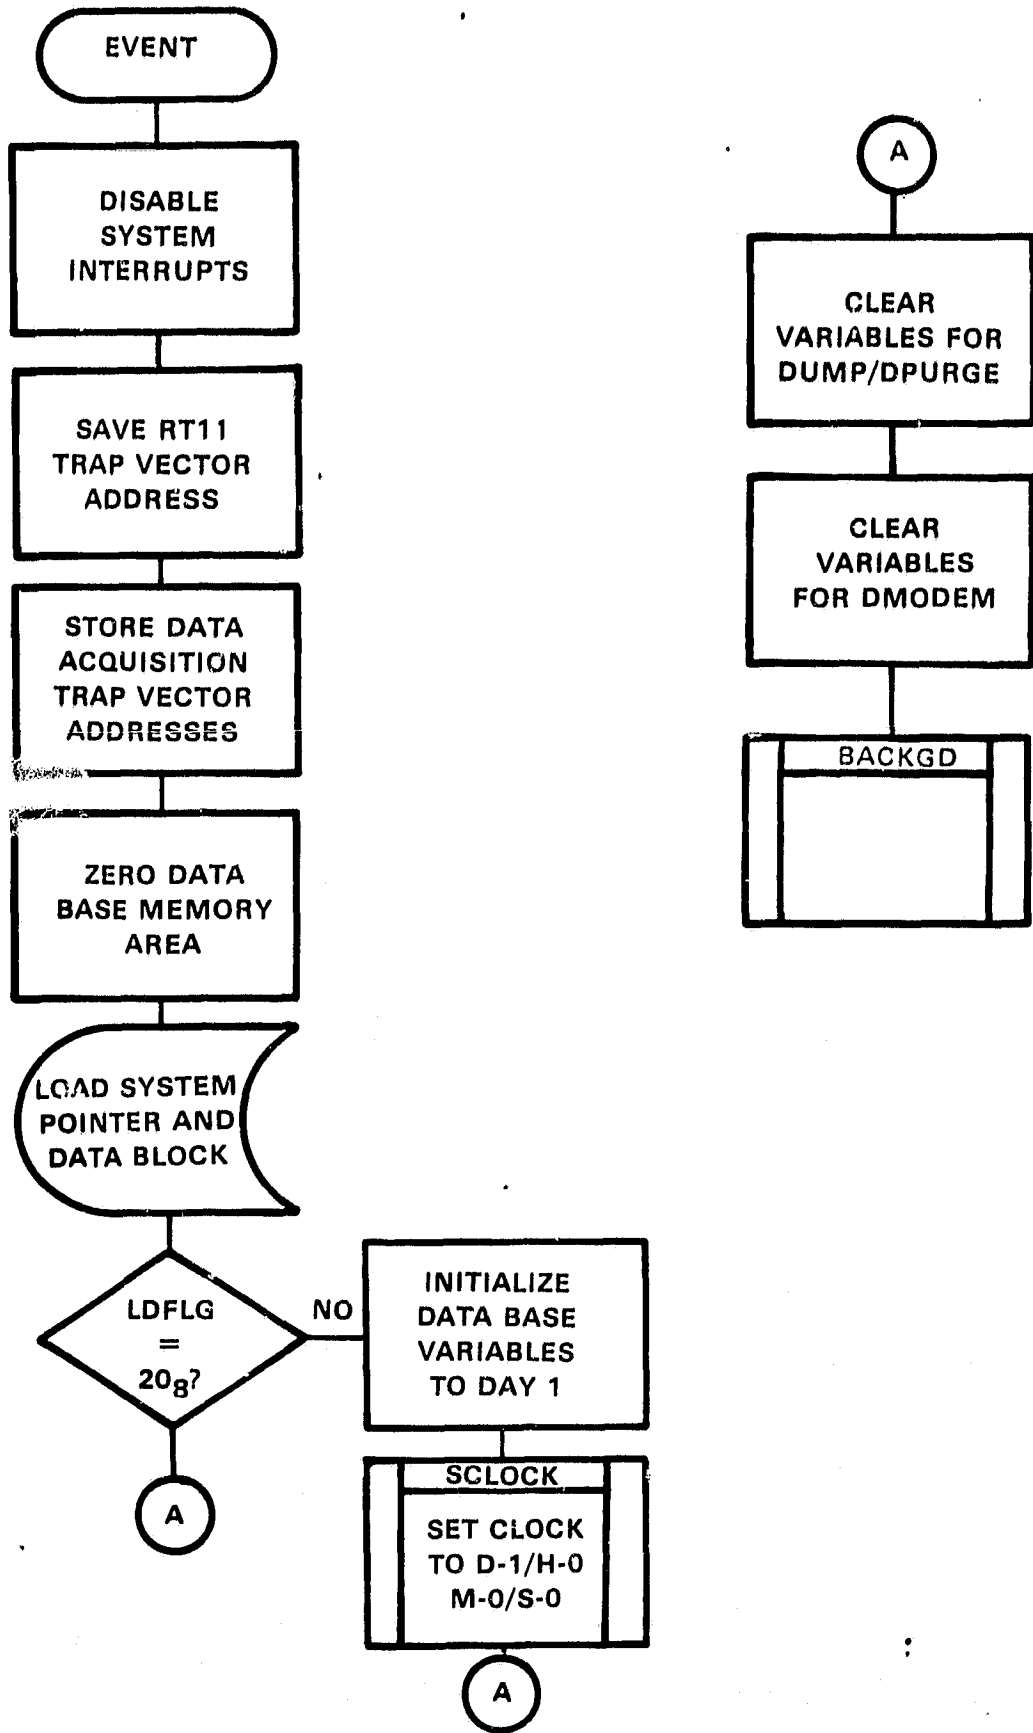 EVENT
DISABLE
SYSTEM
INTERRUPTS
SAVE RT11
TRAP VECTOR
ADDRESS
STORE DATA
ACQUISITION
TRAP VECTOR
ADDRESSES
ZERO DATA
BASE MEMORY
AREA
LOAD SYSTEM
POINTER AND
DATA BLOCK
LDFLG
=
20₈?
NO
A
INITIALIZE
DATA BASE
VARIABLES
TO DAY 1
SCLOCK
SET CLOCK
TO D-1/H-0
M-0/S-0
A
A
CLEAR
VARIABLES FOR
DUMP/DPURGE
CLEAR
VARIABLES
FOR DMODEM
BACKGD